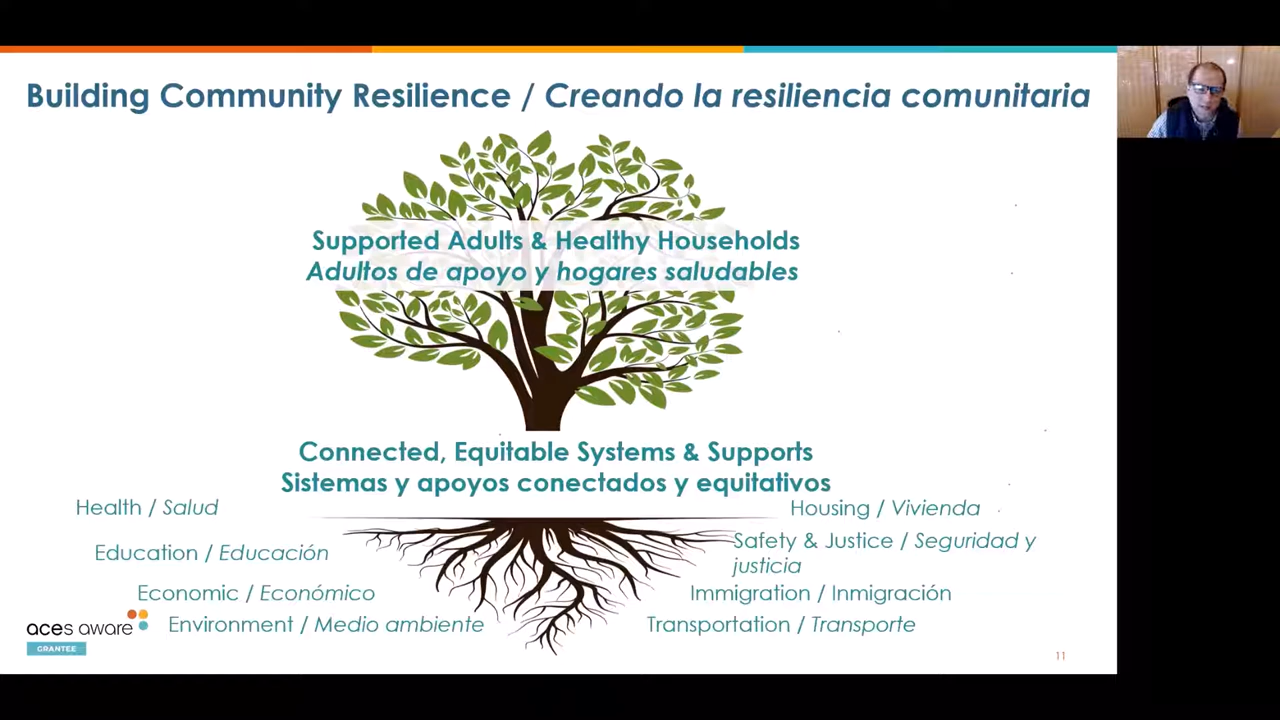 Building Community Resilience / Creando la resiliencia comunitaria
Supported Adults & Healthy Households
Adultos de apoyo y hogares saludables
Connected, Equitable Systems & Supports
Sistemas y apoyos conectados y equitativos
Health / Salud
Education / Educación
Economic / Económico
Environment / Medio ambiente
Housing / Vivienda
Safety & Justice / Seguridad y
justicia
Immigration / Inmigración
Transportation / Transporte
aces aware
GRANTEE
11